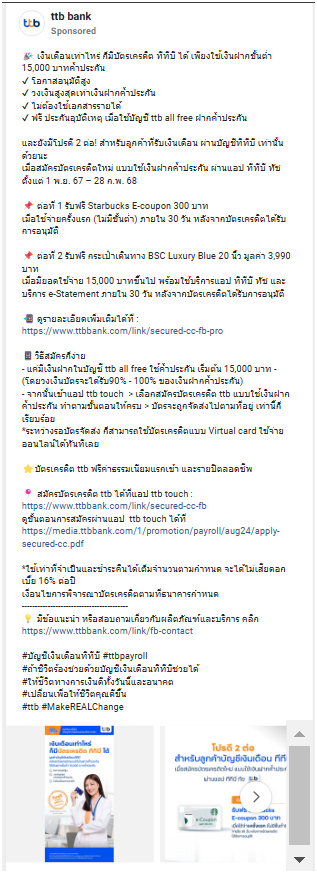 ttb bank
Sponsored
ttb
🎉 เงินเดือนเท่าไหร่ ก็มีบัตรเครดิต ทีทีบี ได้ เพียงใช้เงินฝากขั้นต่ำ
15,000 บาทค้ำประกัน
✓ โอกาสอนุมัติสูง
✓ วงเงินสูงสุดเท่าเงินฝากค้ำประกัน
✓ ไม่ต้องใช้เอกสารรายได้
✓ ฟรี ประกันอุบัติเหตุ เมื่อใช้บัญชี ttb all free ฝากค้ำประกัน
และยังมีโปรดี 2 ต่อ! สำหรับลูกค้าที่รับเงินเดือน ผ่านบัญชีทีทีบี เท่านั้น
ด้วยนะ
เมื่อสมัครบัตรเครดิตใหม่ แบบใช้เงินฝากค้ำประกัน ผ่านแอป ทีทีบี ทัช
ตั้งแต่ 1 พ.ย. 67 – 28 ก.พ. 68
📌 ต่อที่ 1 รับฟรี Starbucks E-coupon 300 บาท
เมื่อใช้จ่ายครั้งแรก (ไม่มีขั้นต่ำ) ภายใน 30 วัน หลังจากบัตรเครดิตได้รับ
การอนุมัติ
📌 ต่อที่ 2 รับฟรี กระเป๋าเดินทาง BSC Luxury Blue 20 นิ้ว มูลค่า 3,990
บาท
เมื่อมียอดใช้จ่าย 15,000 บาทขึ้นไป พร้อมใช้บริการแอป ทีทีบี ทัช และ
บริการ e-Statement ภายใน 30 วัน หลังจากบัตรเครดิตได้รับการอนุมัติ
📲 ดูรายละเอียดเพิ่มเติมได้ที่ :
https://www.ttbbank.com/link/secured-cc-fb-pro
วิธีสมัครก็ง่าย
- แค่มีเงินฝากในบัญชี ttb all free ใช้ค้ำประกัน เริ่มต้น 15,000 บาท -
(โดยวงเงินบัตรจะได้รับ90% - 100% ของเงินฝากค้ำประกัน)
- จากนั้นเข้าแอป ttb touch > เลือกสมัครบัตรเครดิต ttb แบบใช้เงินฝาก
ค้ำประกัน ทำตามขั้นตอนให้ครบ > บัตรจะถูกจัดส่งไปตามที่อยู่ เท่านี้ก็
เรียบร้อย
*ระหว่างรอบัตรจัดส่ง ก็สามารถใช้บัตรเครดิตแบบ Virtual card ใช้จ่าย
ออนไลน์ได้ทันทีเลย
⭐บัตรเครดิต ttb ฟรีค่าธรรมเนียมแรกเข้า และรายปีตลอดชีพ
📍 สมัครบัตรเครดิต ttb ได้ที่แอป ttb touch :
https://www.ttbbank.com/link/secured-cc-fb
ดูขั้นตอนการสมัครผ่านแอป ttb touch ได้ที่
https://media.ttbbank.com/1/promotion/payroll/aug24/apply-
secured-cc.pdf
*ใช้เท่าที่จำเป็นและชำระคืนได้เต็มจำนวนตามกำหนด จะได้ไม่เสียดอก
เบี้ย 16% ต่อปี
เงื่อนไขการพิจารณาบัตรเครดิตตามที่ธนาคารกำหนด
----------------------------------------
💡 มีข้อแนะนำ หรือสอบถามเกี่ยวกับผลิตภัณฑ์และบริการ คลิก
https://www.ttbbank.com/link/fb-contact
#บัญชีเงินเดือนทีทีบี #ttbpayroll
#ถ้าชีวิตต้องช่วยด้วยบัญชีเงินเดือนทีทีบีช่วยได้
#ให้ชีวิตทางการเงินดีทั้งวันนี้และอนาคต
#เปลี่ยนเพื่อให้ชีวิตคุณดีขึ้น
#ttb #MakeREALChange
เงินเดือนเท่าไหร่
ก็มีบัตรเครดิต ทีทีบี ได้
โปรดี 2 ต่อ
สำหรับลูกค้าบัญชีเงินเดือน ทีที
ผ่านแอป ทีทีบี ทัช
e-Coupon
E-coupon 300 บาท